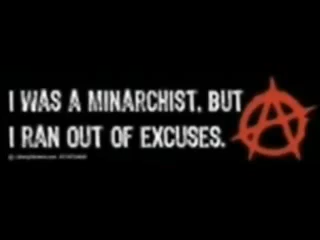 I WAS A MINARCHIST, BUT
I RAN OUT OF EXCUSES.